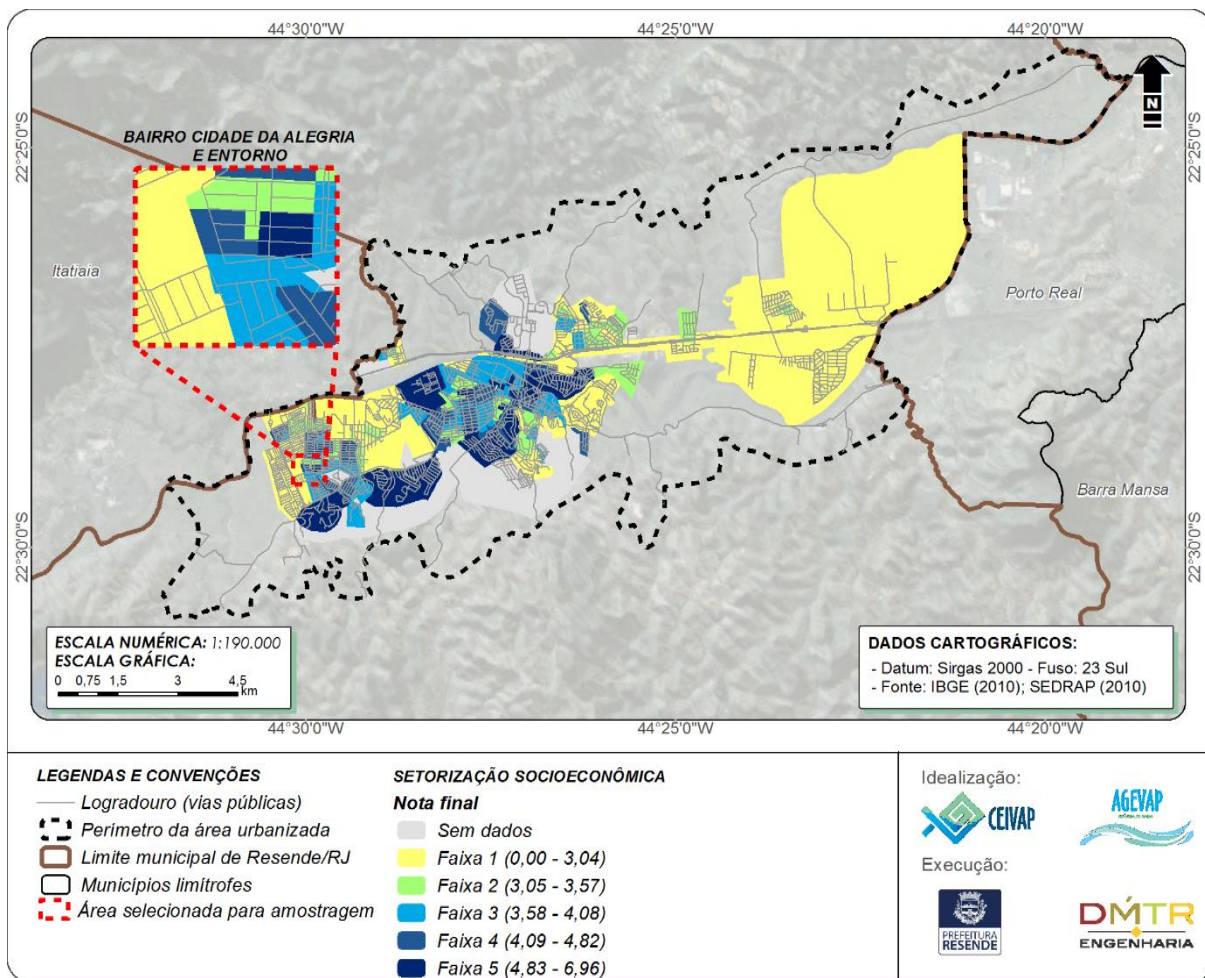 44°30'0"W
44°25'0"W
44°20'0"W
22°25'0"S
22°25'0"S
BAIRRO CIDADE DA ALEGRIA
E ENTORNO
N
Itatiaia
Porto Real
Barra Mansa
22°30'0"S
22°30'0"S
ESCALA NUMÉRICA: 1:190.000
ESCALA GRÁFICA:
0 0,75 1,5 3 4,5
km
DADOS CARTOGRÁFICOS:
- Datum: Sirgas 2000 - Fuso: 23 Sul
- Fonte: IBGE (2010); SEDRAP (2010)
44°30'0"W
44°25'0"W
44°20'0"W
LEGENDAS E CONVENÇÕES
Logradouro (vias públicas)
Perímetro da área urbanizada
Limite municipal de Resende/RJ
Municípios limítrofes
Área selecionada para amostragem
SETORIZAÇÃO SOCIOECONÔMICA
Nota final
Sem dados
Faixa 1 (0,00 - 3,04)
Faixa 2 (3,05 - 3,57)
Faixa 3 (3,58 - 4,08)
Faixa 4 (4,09 - 4,82)
Faixa 5 (4,83 - 6,96)
Idealização:
CEIVAP
AGEVAP
Execução:
PREFEITURA
RESENDE
DMTR
ENGENHARIA